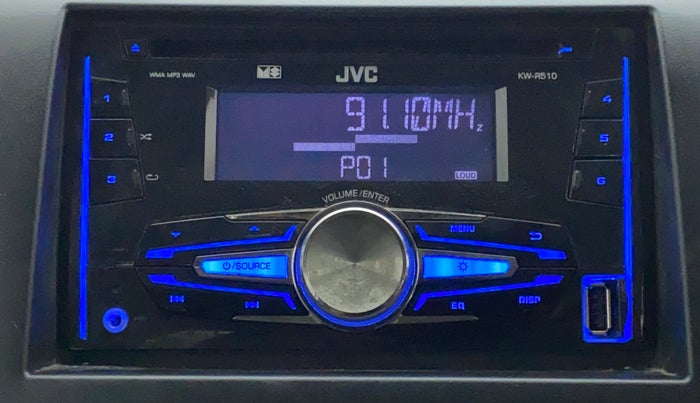 WMA MP3 WAV
JVC
KW-R510
1
2
3
91.10MHz
P01
LOUD
4
5
6
VOLUME/ENTER
MENU
/SOURCE
EQ
DISP